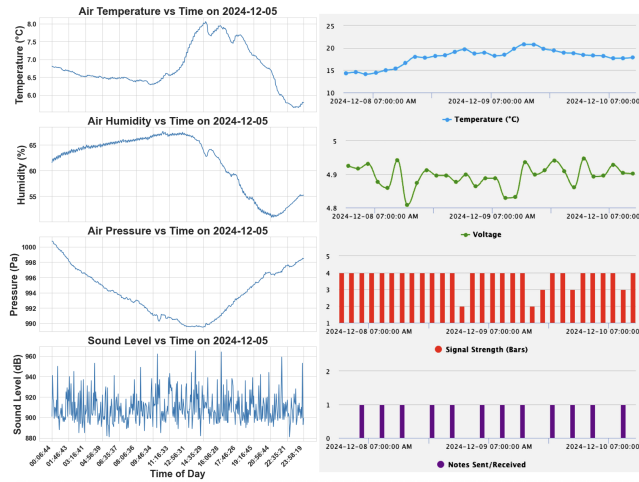 Air Temperature vs Time on 2024-12-05
Temperature (°C)
8.0
7.5
7.0
6.5
6.0
Air Humidity vs Time on 2024-12-05
Humidity (%)
65
60
55
Air Pressure vs Time on 2024-12-05
Pressure (Pa)
1000
998
996
994
992
990
Sound Level vs Time on 2024-12-05
Sound Level (dB)
960
940
920
900
880
00:06:44
01:46:43
03:16:41
04:56:39
06:35:37
08:06:36
09:46:34
11:16:33
12:56:31
14:35:29
16:06:28
17:46:26
19:16:45
20:56:44
22:35:21
23:58:19
Time of Day
25
20
15
10
2024-12-08 07:00:00 AM
2024-12-09 07:00:00 AM
2024-12-10 07:00:00 AM
Temperature (°C)
5
4.9
4.8
2024-12-08 07:00:00 AM
2024-12-09 07:00:00 AM
2024-12-10 07:00:00 AM
Voltage
5
4
3
2
1
2024-12-08 07:00:00 AM
2024-12-09 07:00:00 AM
2024-12-10 07:00:00 AM
Signal Strength (Bars)
2
1
0
2024-12-08 07:00:00 AM
2024-12-09 07:00:00 AM
2024-12-10 07:00:00 AM
Notes Sent/Received